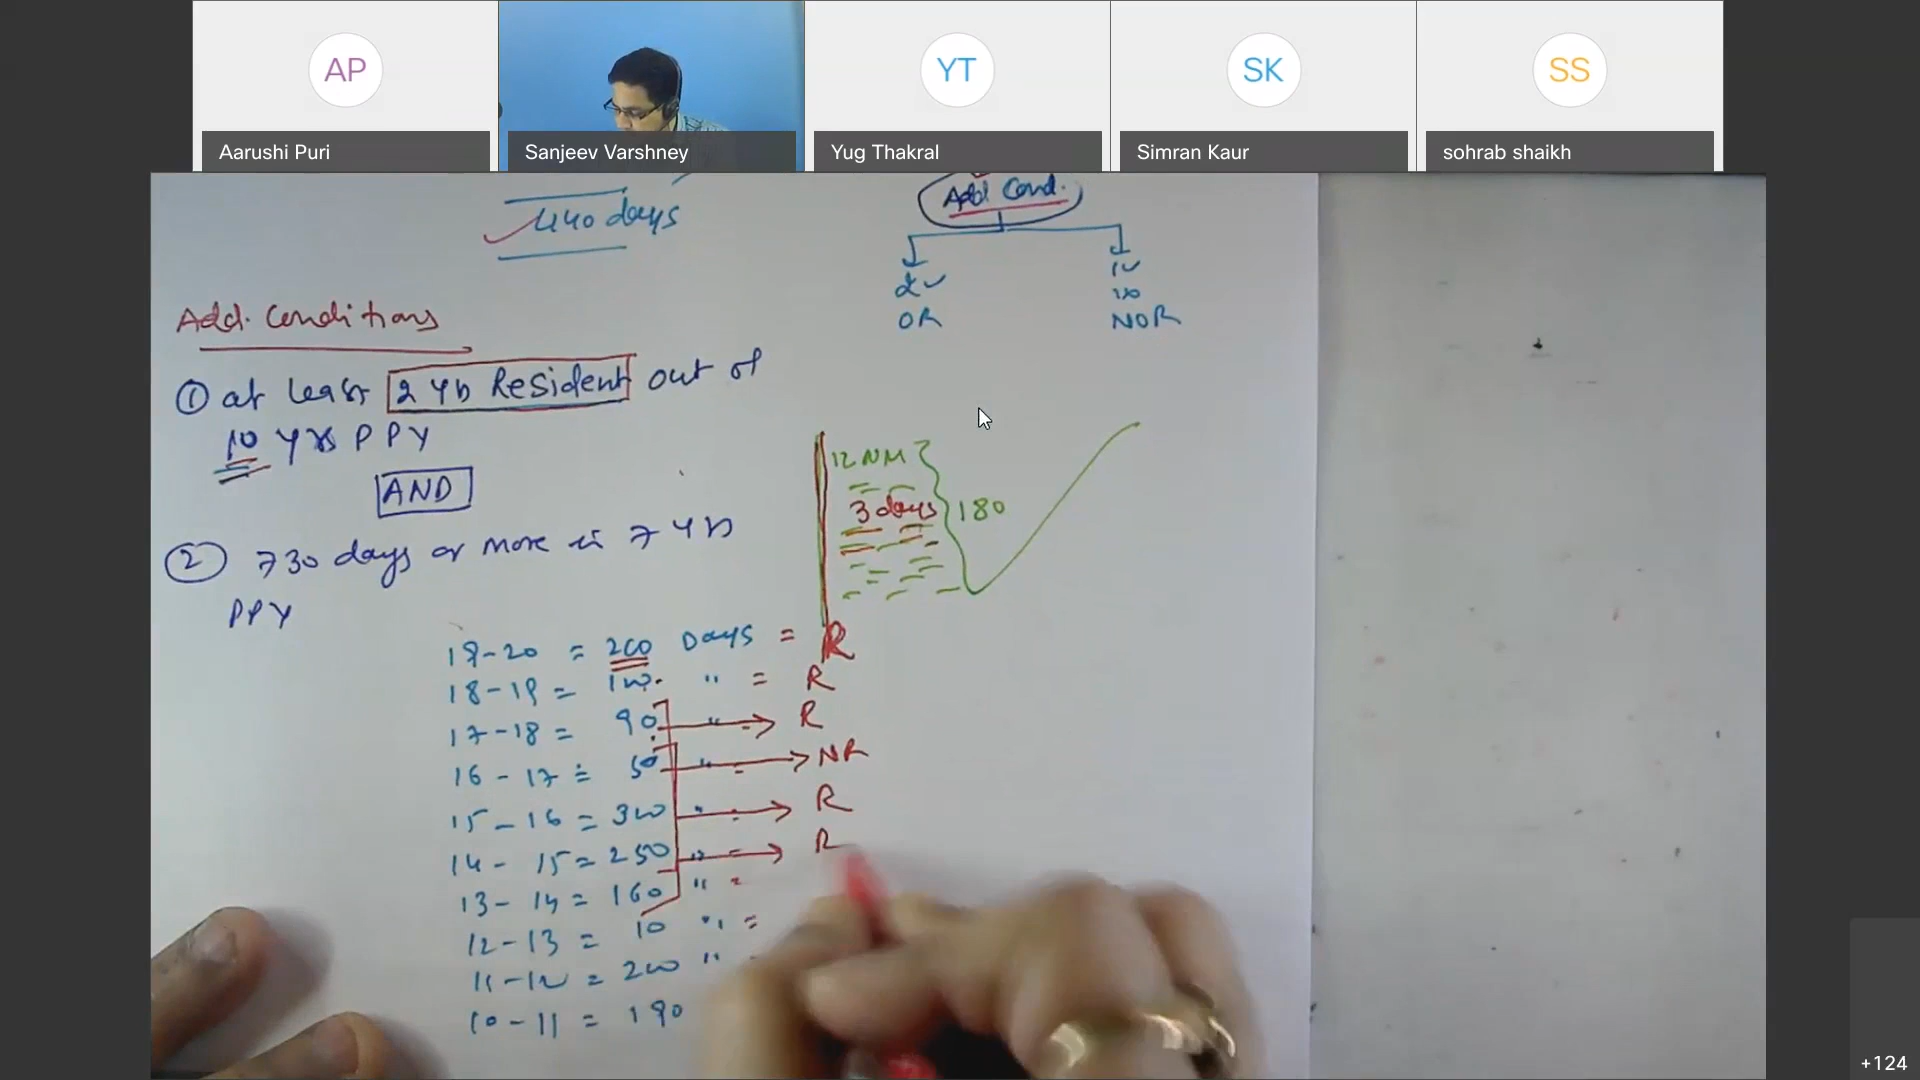 AP
YT
SK
SS
Aarushi Puri
Sanjeev Varshney
Yug Thakral
Simran Kaur
sohrab shaikh
440 days
Add Cond.
OR
NOR
Add. Conditions
① at least 2 yrs Resident out of
10 yrs PPY
AND
② 730 days or more in 7 yrs
PPY
12 NM
3 days
180
19-20 = 200 Days = R
18-19 = " = R
17-18 = 90 " = R
16-17 = 50 " = NR
15-16 = 300 " = R
14-15 = 250 " = R
13-14 = 160 " =
12-13 = 10 " =
11-12 = 200 "
10-11 = 190
+124